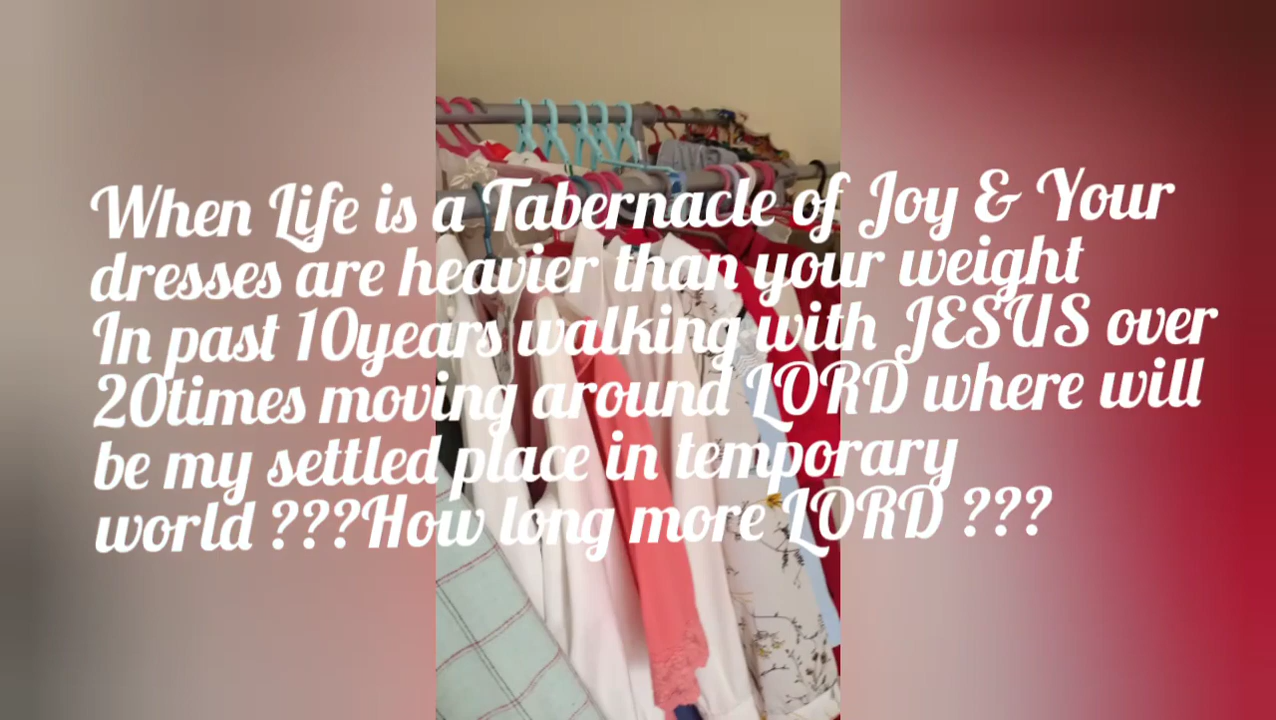 When Life is a Tabernacle of Joy & Your
dresses are heavier than your weight
In past 10years walking with JESUS over
20times moving around LORD where will
be my settled place in temporary
world ???How long more LORD ???